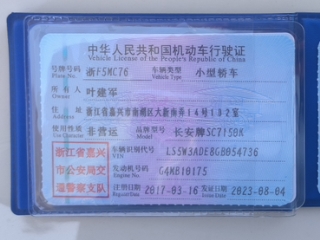 中华人民共和国机动车行驶证
Vehicle License of the People's Republic of China
号牌号码 浙F5MC76 车辆类型 小型轿车
Plate No. Vehicle Type
所有人 叶建军
Owner
住址 浙江省嘉兴市南湖区大新南弄14号132室
Address
使用性质 非营运 品牌型号 长安牌SC7150K
Use Character Model
浙江省嘉兴市公安局交通警察支队
车辆识别代号 LS5W3ADE8GB054736
VIN
发动机号码 G4KB10175
Engine No.
注册日期 2017-03-16 发证日期 2023-08-04
Register Date Issue Date